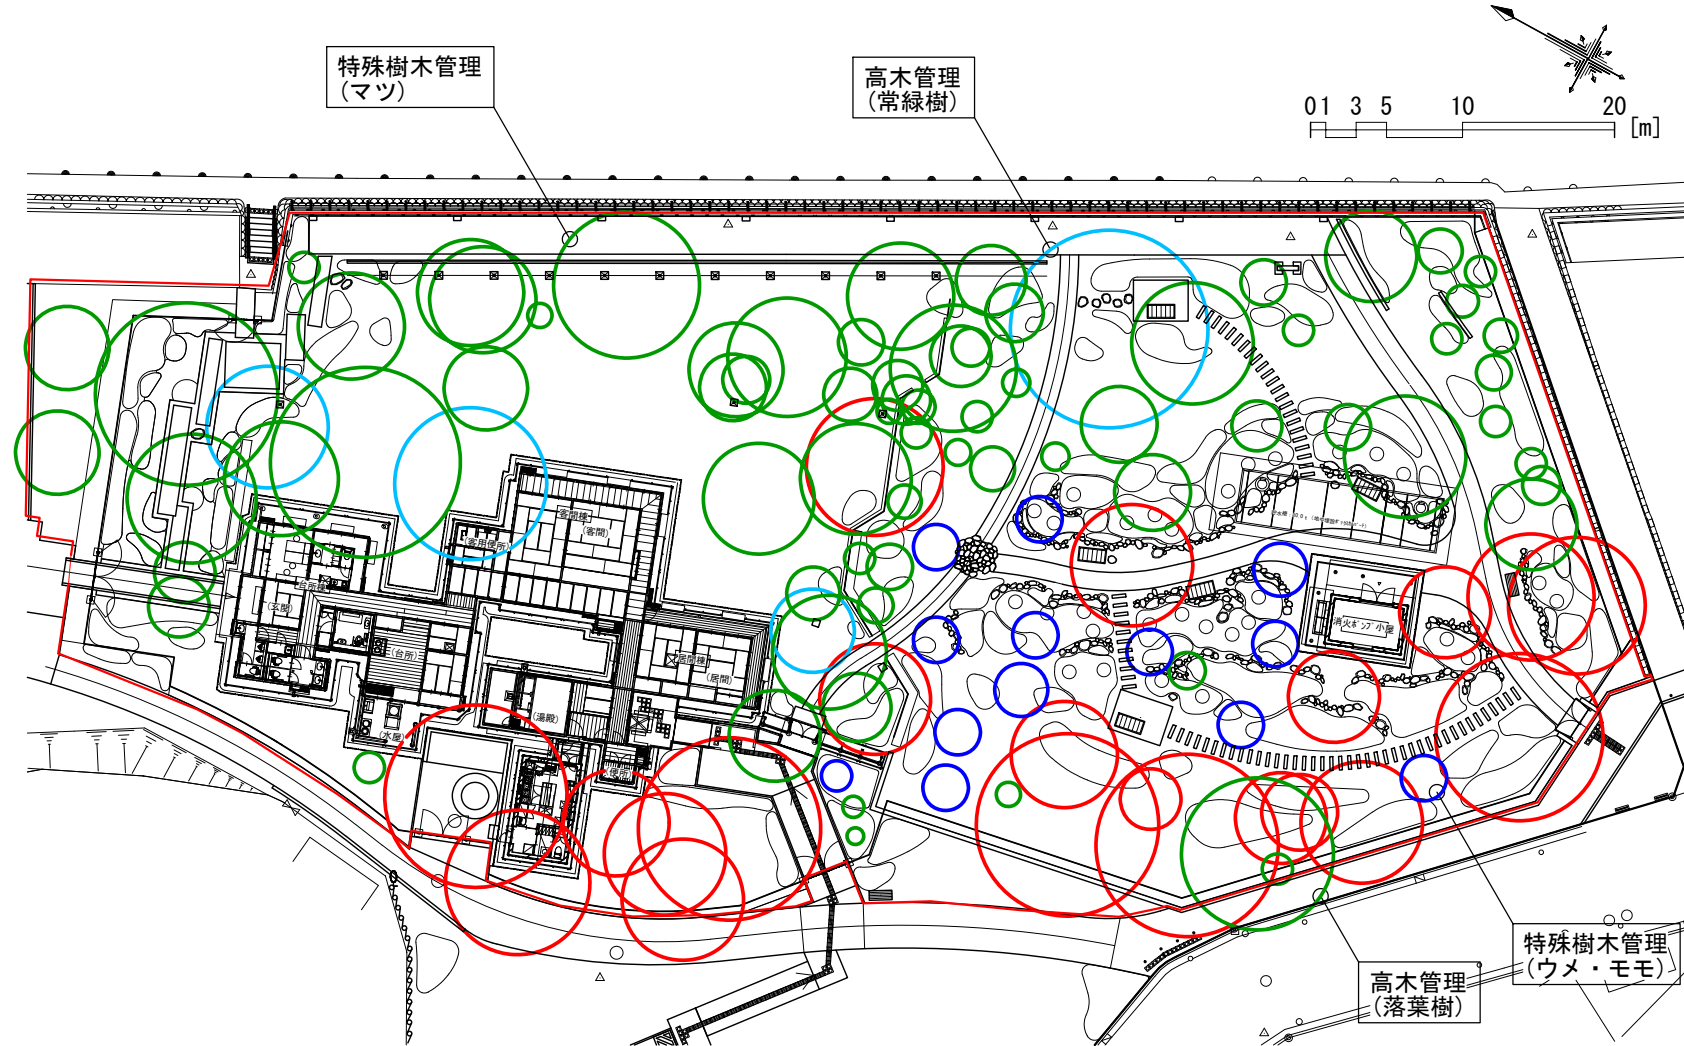 特殊樹木管理
(マツ)
高木管理
(常緑樹)
0 1 3 5 10 20 [m]
(客間棟)
(客間)
(客用便所)
台所棟
(玄関)
(台所)
居間棟
(居間)
(湯殿)
(水屋)
(便所)
消火ポンプ小屋
特殊樹木管理
(ウメ・モモ)
高木管理
(落葉樹)